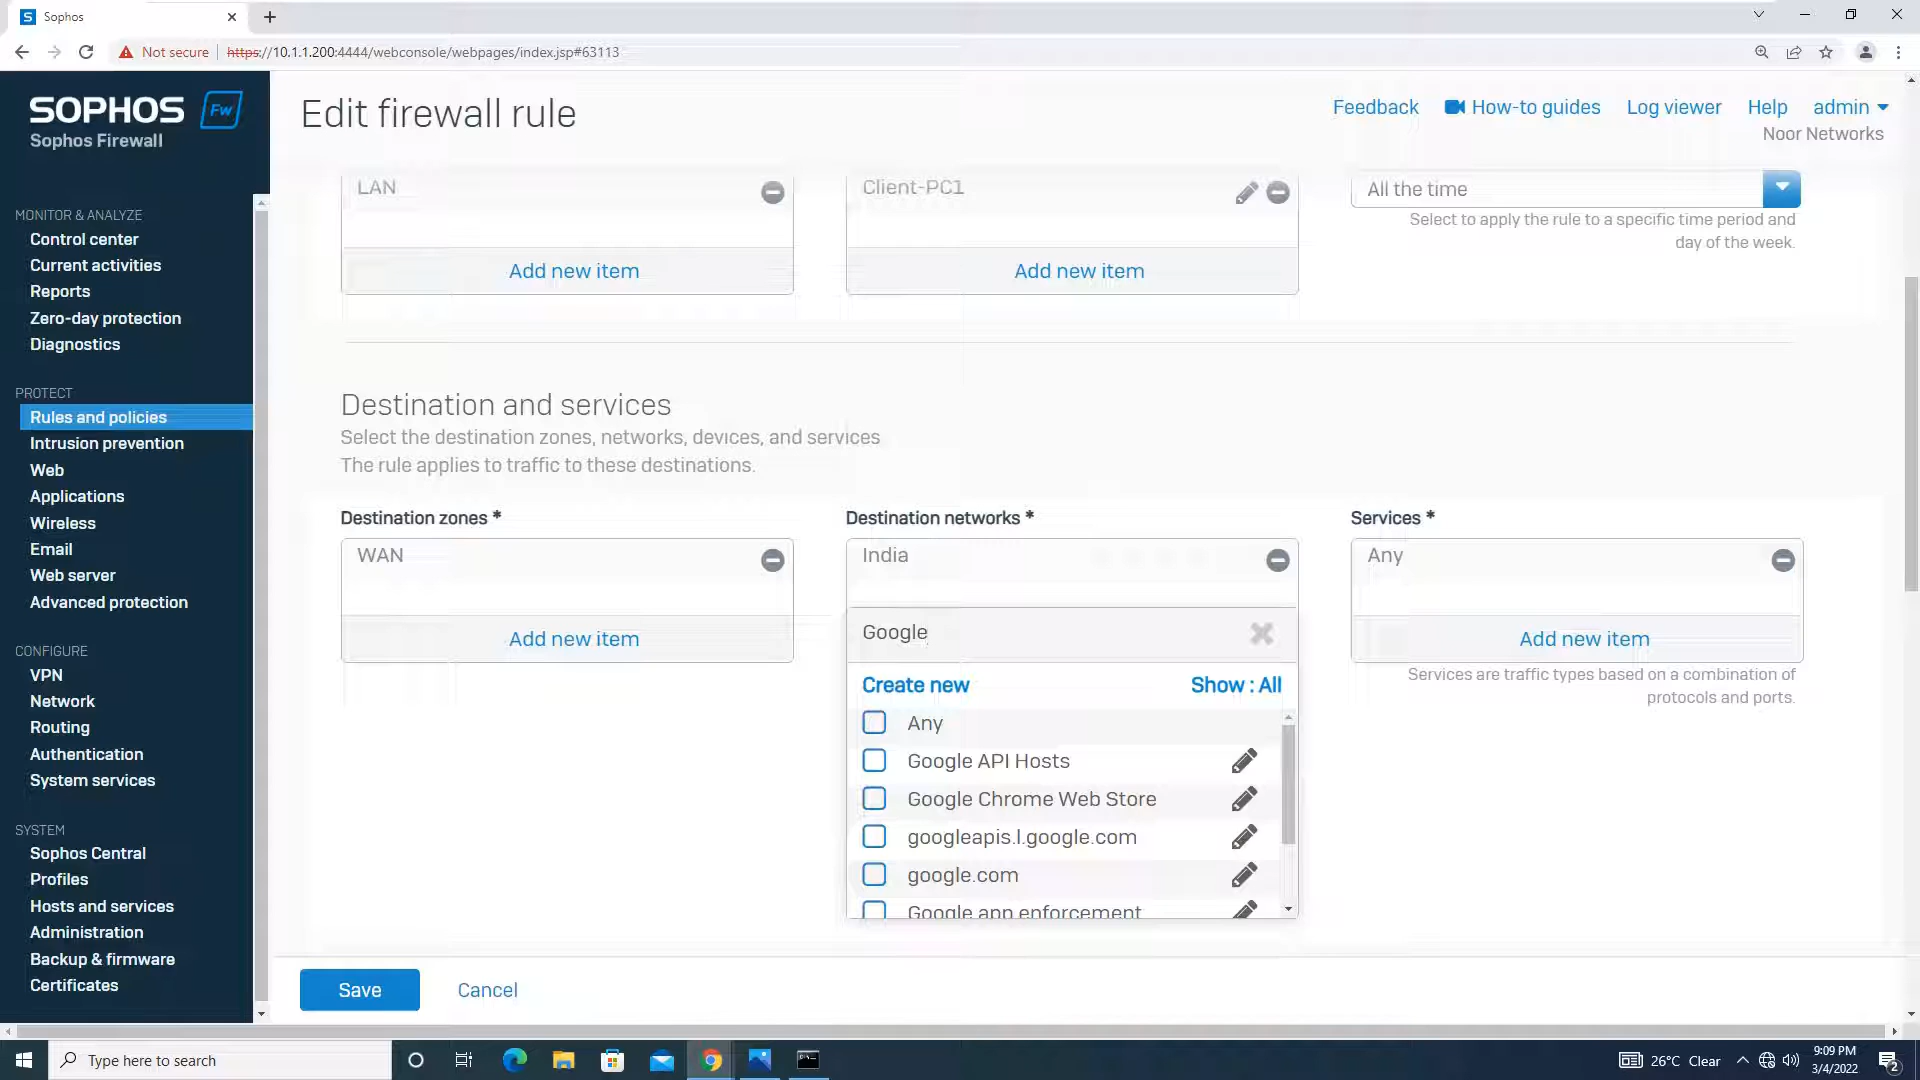 Sophos
Not secure
https://10.1.1.200:4444/webconsole/webpages/index.jsp#63113
SOPHOS
Fw
Sophos Firewall
Edit firewall rule
Feedback
How-to guides
Log viewer
Help
admin
Noor Networks
MONITOR & ANALYZE
Control center
Current activities
Reports
Zero-day protection
Diagnostics
PROTECT
Rules and policies
Intrusion prevention
Web
Applications
Wireless
Email
Web server
Advanced protection
CONFIGURE
VPN
Network
Routing
Authentication
System services
SYSTEM
Sophos Central
Profiles
Hosts and services
Administration
Backup & firmware
Certificates
LAN
Add new item
Client-PC1
Add new item
All the time
Select to apply the rule to a specific time period and
day of the week.
Destination and services
Select the destination zones, networks, devices, and services
The rule applies to traffic to these destinations.
Destination zones *
WAN
Add new item
Destination networks *
India
Google
Create new
Show : All
Any
Google API Hosts
Google Chrome Web Store
googleapis.l.google.com
google.com
Google app enforcement
Services *
Any
Add new item
Services are traffic types based on a combination of
protocols and ports.
Save
Cancel
Type here to search
26°C Clear
9:09 PM
3/4/2022
2